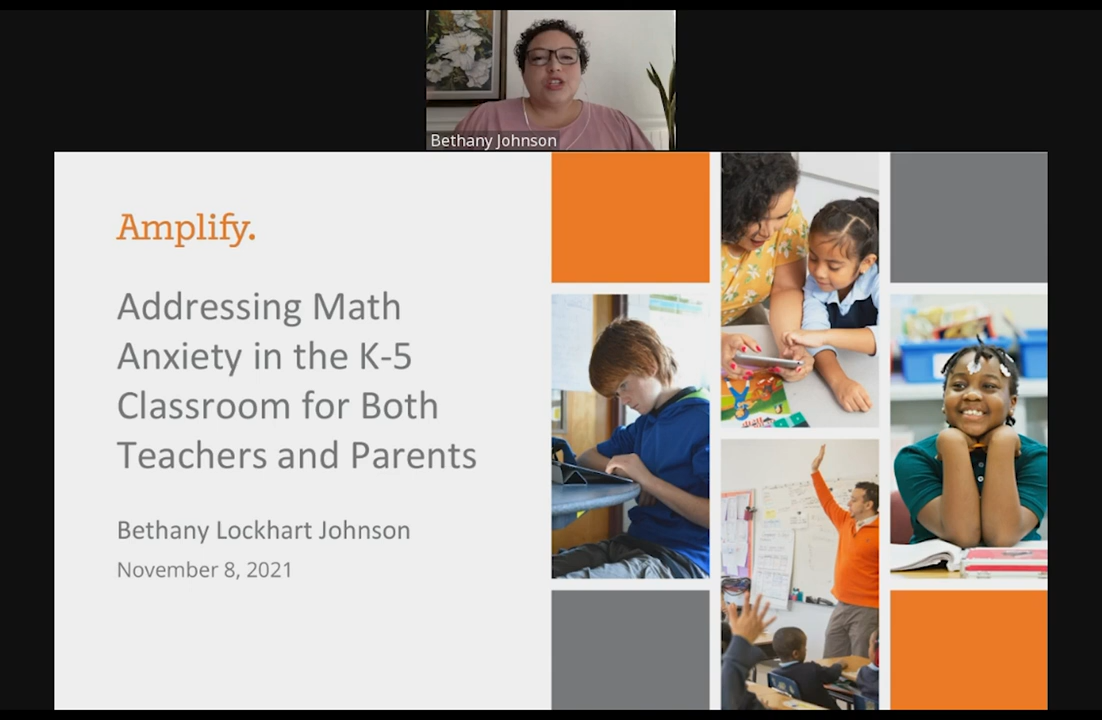 Bethany Johnson
Amplify.
Addressing Math
Anxiety in the K-5
Classroom for Both
Teachers and Parents
Bethany Lockhart Johnson
November 8, 2021